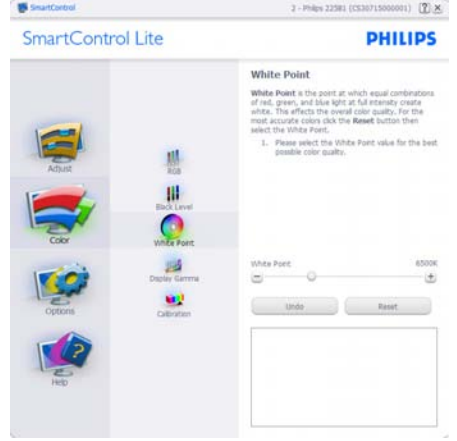 SmartControl
2 - Philips 225B1 (CS30715000001)
SmartControl Lite
PHILIPS
Adjust
Color
Options
Help
RGB
Black Level
White Point
Display Gamma
Calibration
White Point
White Point is the point at which equal combinations
of red, green, and blue light at full intensity create
white. This effects the overall color quality. For the
most accurate colors click the Reset button then
select the White Point.
1. Please select the White Point value for the best
possible color quality.
White Point 6500K
Undo Reset